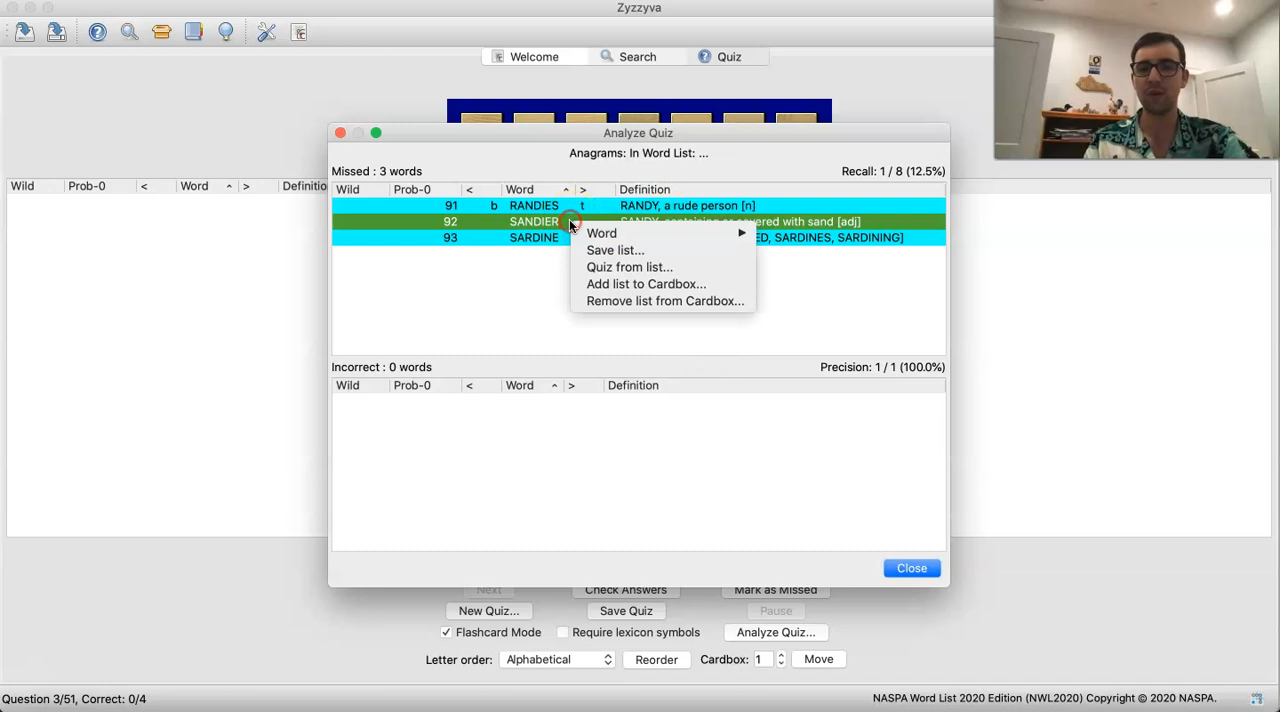 Zyzzyva
Welcome Search Quiz
Wild Prob-0 < Word > Definitio
Analyze Quiz
Anagrams: In Word List: ...
Missed : 3 words Recall: 1 / 8 (12.5%)
Wild Prob-0 < Word > Definition
91 b RANDIES t RANDY, a rude person [n]
92 SANDIER SANDY, containing or covered with sand [adj]
93 SARDINE ED, SARDINES, SARDINING]
Word
Save list...
Quiz from list...
Add list to Cardbox...
Remove list from Cardbox...
Incorrect : 0 words Precision: 1 / 1 (100.0%)
Wild Prob-0 < Word > Definition
Close
Next Check Answers Mark as Missed
New Quiz... Save Quiz Pause
Flashcard Mode Require lexicon symbols Analyze Quiz...
Letter order: Alphabetical Reorder Cardbox: 1 Move
Question 3/51, Correct: 0/4 NASPA Word List 2020 Edition (NWL2020) Copyright © 2020 NASPA.